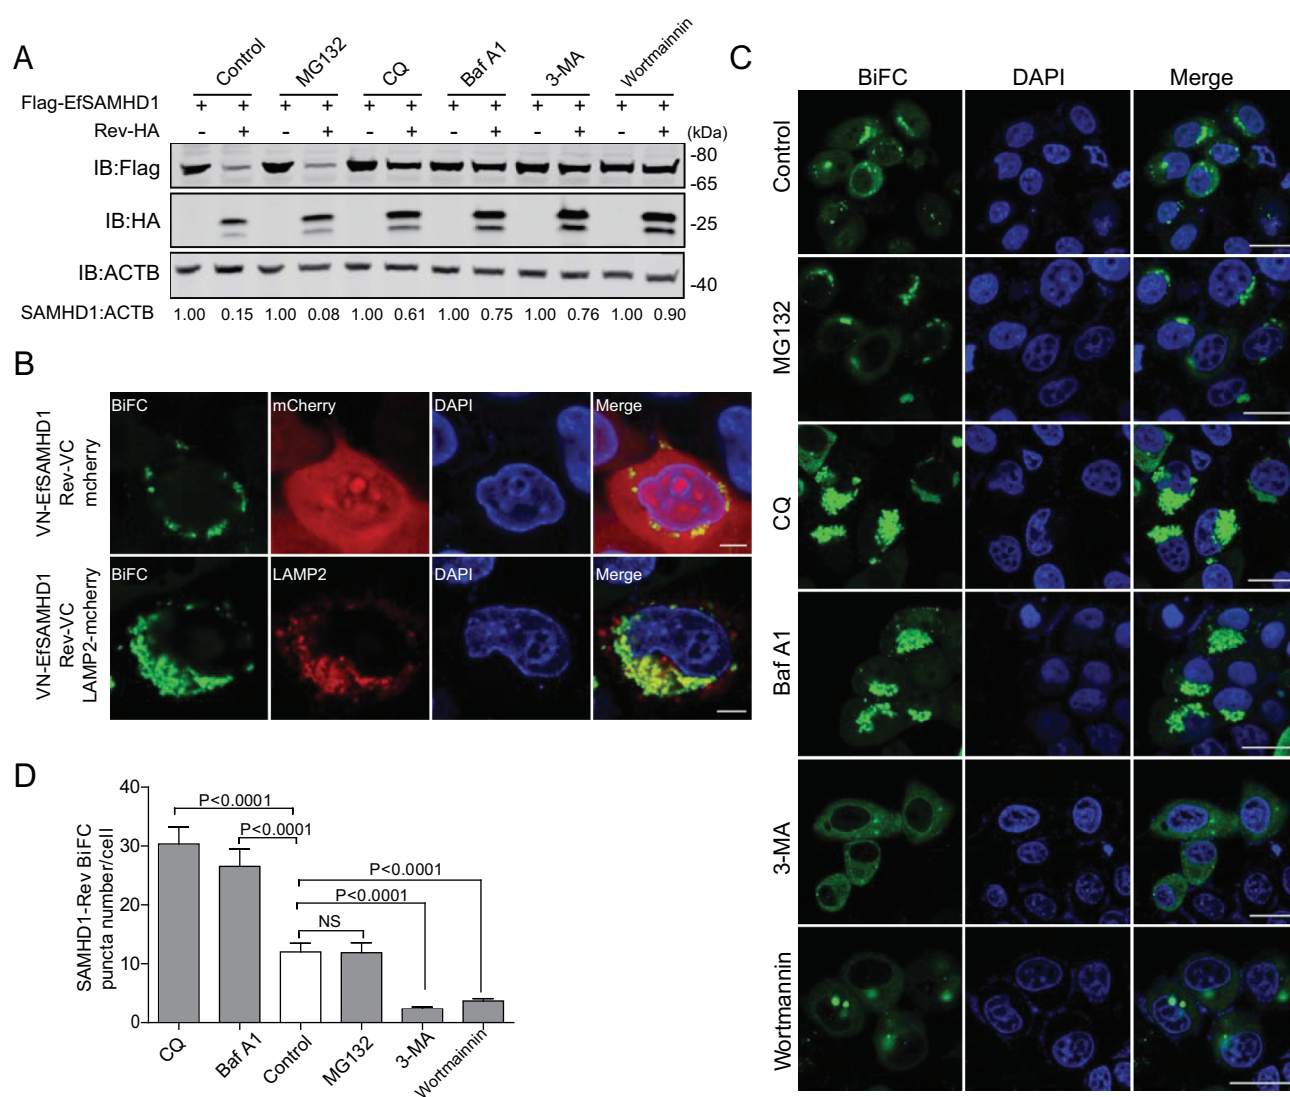 A
Control
MG132
CQ
Baf A1
3-MA
Wortmainnin
Flag-EfSAMHD1 + + + + + + + + + + + +
Rev-HA - + - + - + - + - + - + (kDa)
IB:Flag -80
-65
IB:HA -25
IB:ACTB -40
SAMHD1:ACTB 1.00 0.15 1.00 0.08 1.00 0.61 1.00 0.75 1.00 0.76 1.00 0.90
B
VN-EfSAMHD1
Rev-VC
mcherry
BiFC mCherry DAPI Merge
VN-EfSAMHD1
Rev-VC
LAMP2-mcherry
BiFC LAMP2 DAPI Merge
C
BiFC DAPI Merge
Control
MG132
CQ
Baf A1
3-MA
Wortmannin
D
SAMHD1-Rev BiFC
puncta number/cell
40
30
20
10
0
P<0.0001
P<0.0001
P<0.0001
P<0.0001
NS
CQ
Baf A1
Control
MG132
3-MA
Wortmainnin